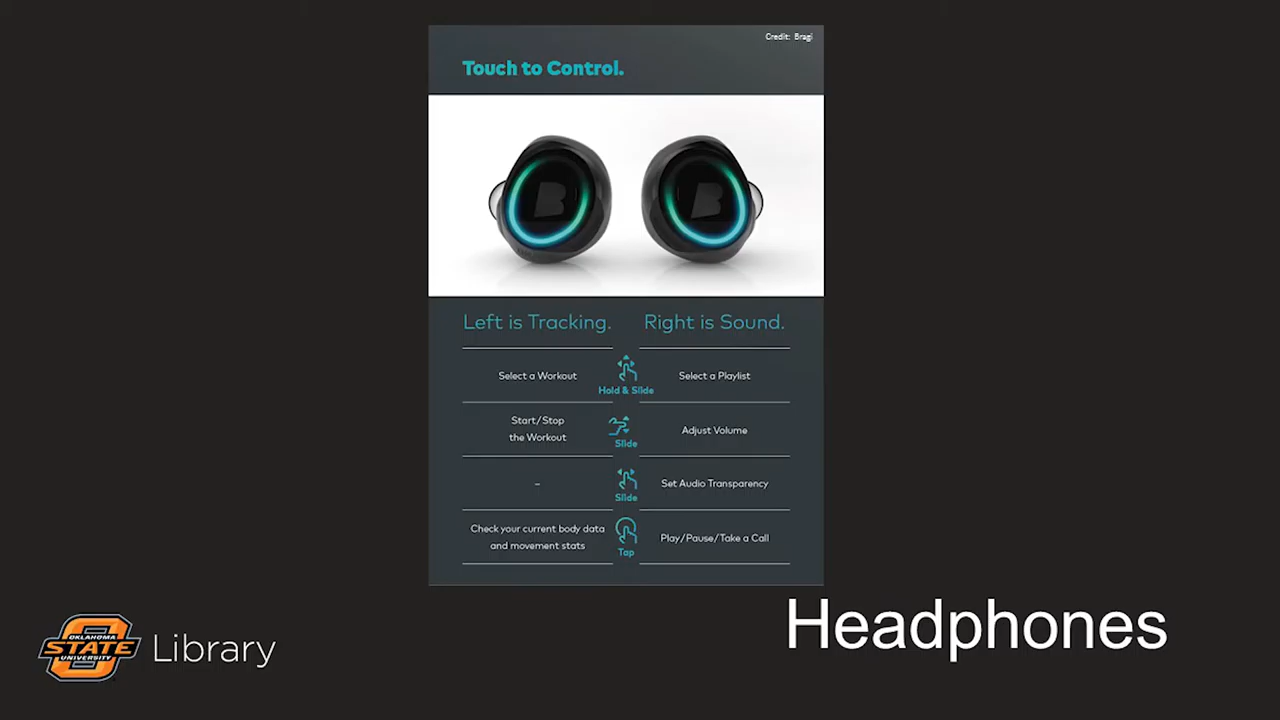 Credit: Bragi
Touch to Control.
B B
Left is Tracking. Right is Sound.
Select a Workout Hold & Slide Select a Playlist
Start/Stop
the Workout
Slide Adjust Volume
– Slide Set Audio Transparency
Check your current body data
and movement stats
Tap Play/Pause/Take a Call
Headphones
OKLAHOMA
STATE
UNIVERSITY
Library